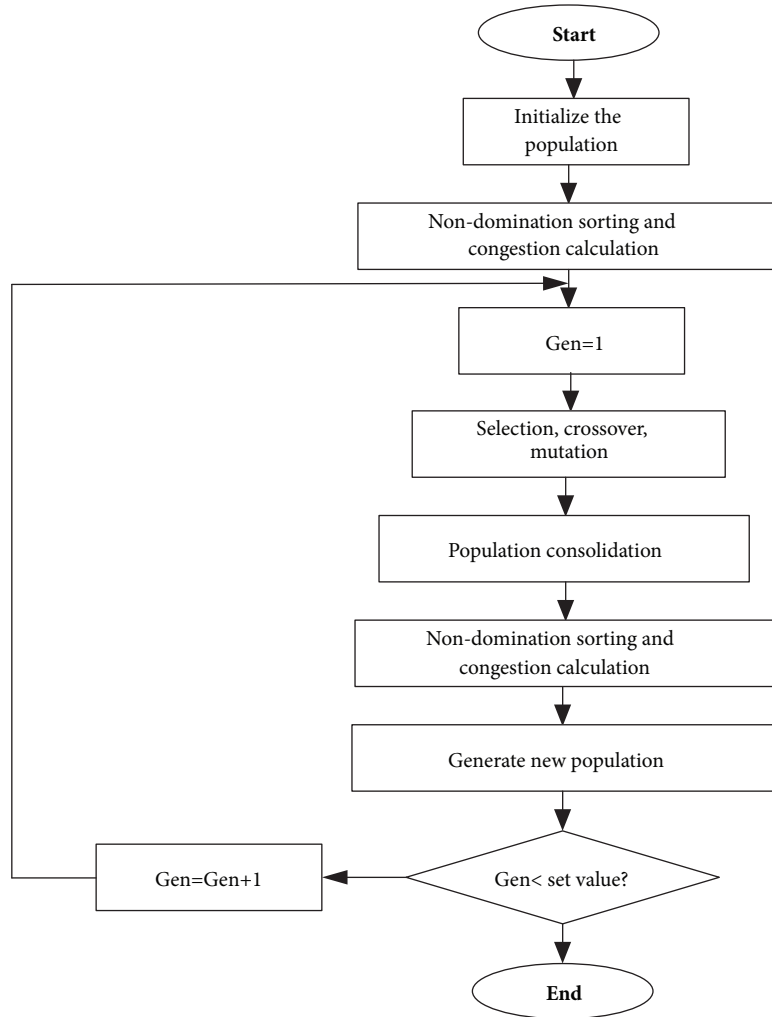 Start
Initialize the
population
Non-domination sorting and
congestion calculation
Gen=1
Selection, crossover,
mutation
Population consolidation
Non-domination sorting and
congestion calculation
Generate new population
Gen< set value?
Gen=Gen+1
End